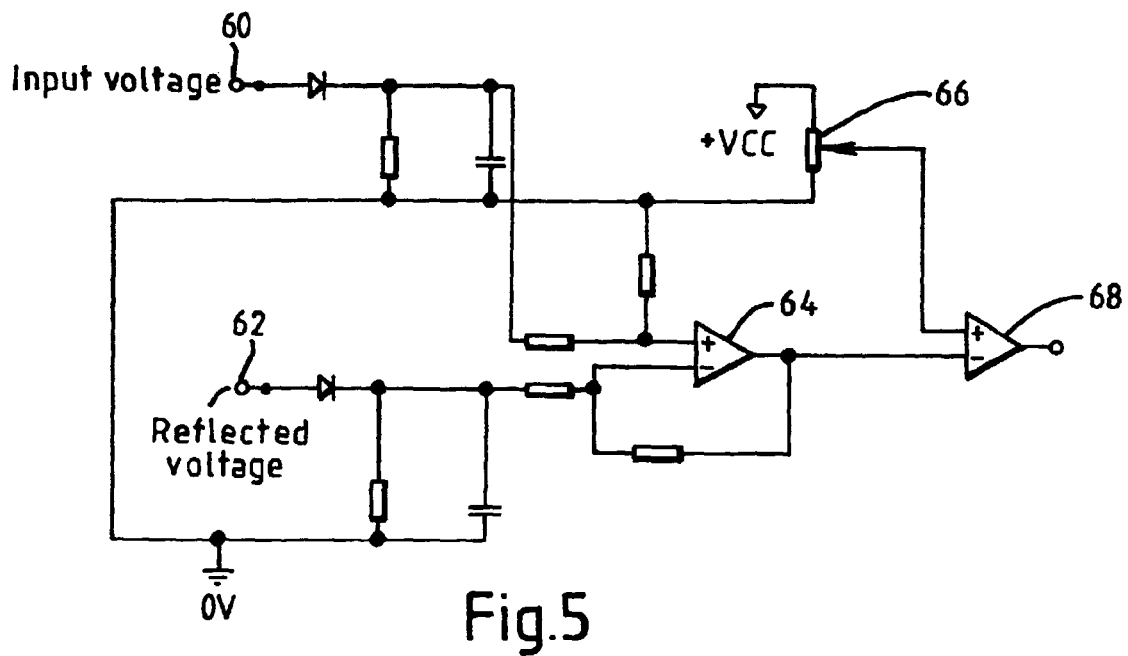 60
Input voltage
66
+VCC
+
-
64
+
-
68
62
Reflected
voltage
0V
Fig.5